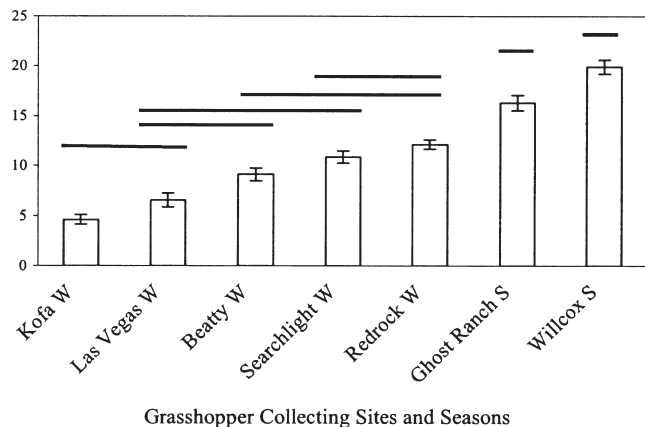 25
20
15
10
5
0
Kofa W
Las Vegas W
Beatty W
Searchlight W
Redrock W
Ghost Ranch S
Willcox S
Grasshopper Collecting Sites and Seasons